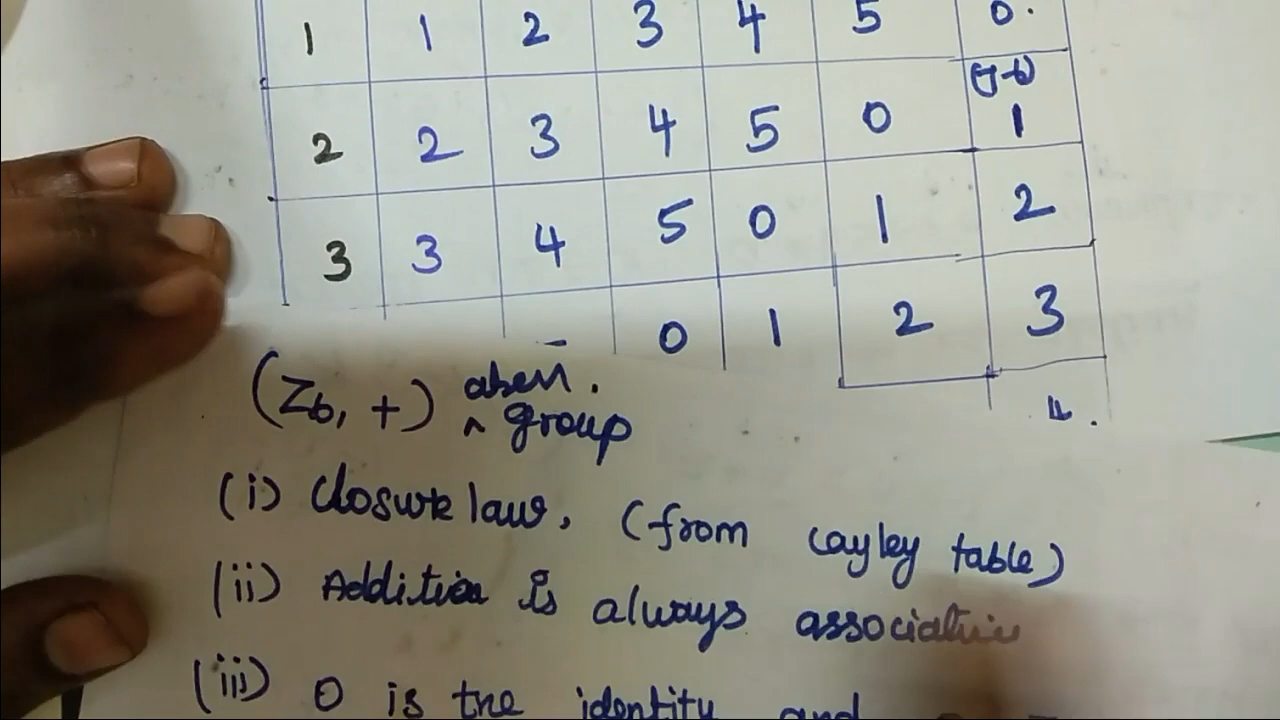 1 1 2 3 4 5 0.
2 2 3 4 5 0 1
3 3 4 5 0 1 2
0 1 2 3
(Z6, +) abeli. ^ group
(i) Closure law, (from cayley table)
(ii) Addition is always associative
(iii) 0 is the identity and